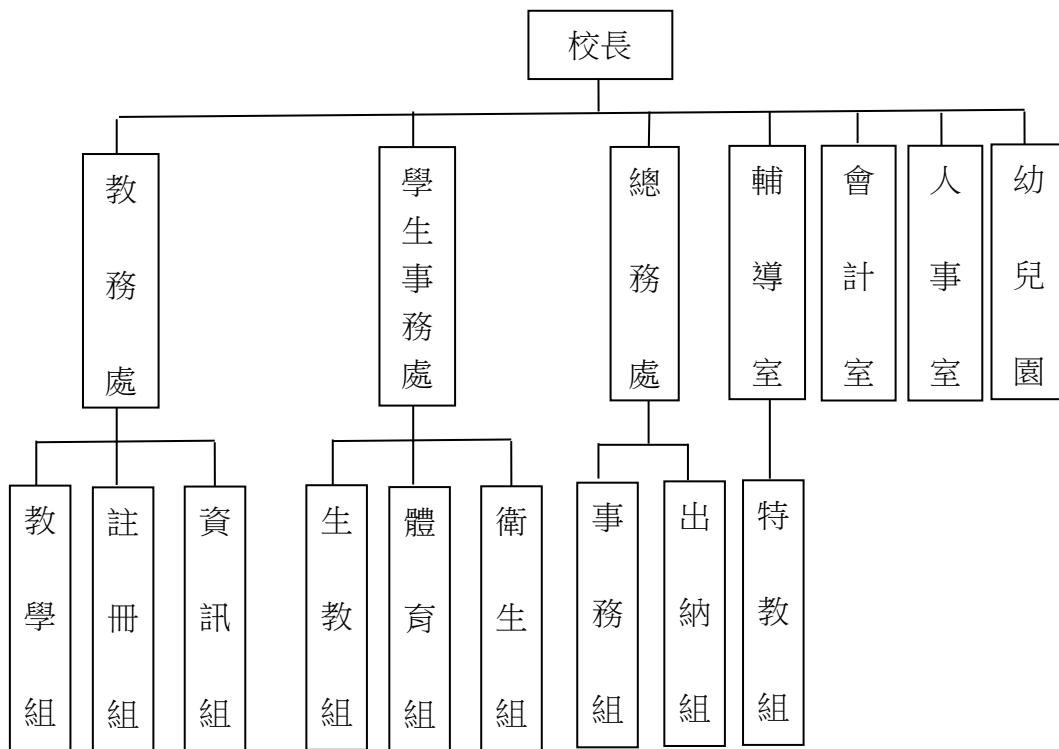 校長
教務處
學生事務處
總務處
輔導室
會計室
人事室
幼兒園
教學組
註冊組
資訊組
生教組
體育組
衛生組
事務組
出納組
特教組